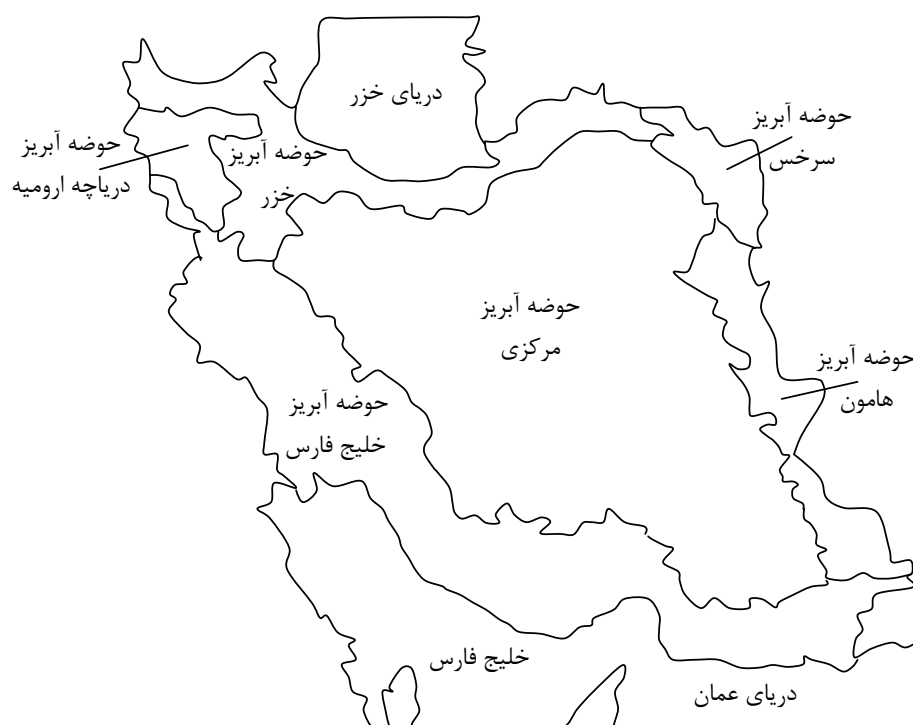 دریای خزر
حوضه آبریز
سرخس
حوضه آبریز
دریاچه ارومیه
حوضه آبریز
خزر
حوضه آبریز
مرکزی
حوضه آبریز
هامون
حوضه آبریز
خلیج فارس
خلیج فارس
دریای عمان